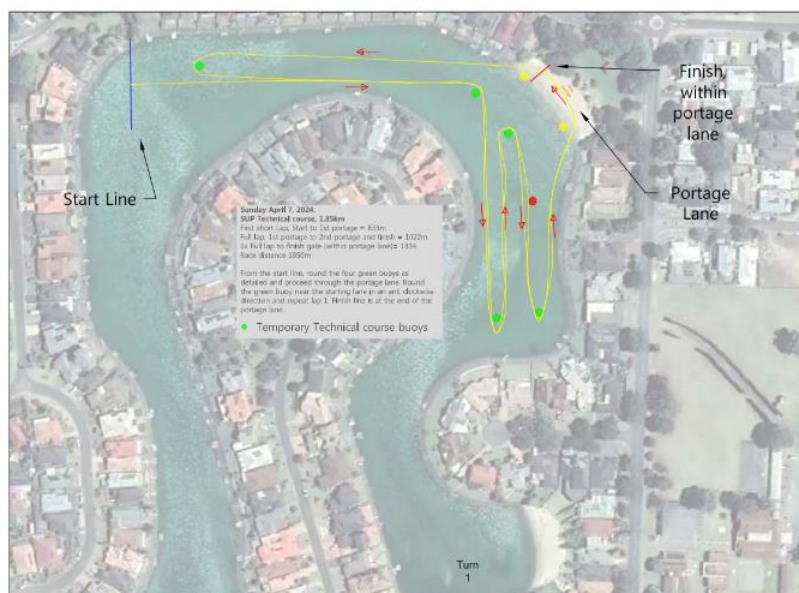 Finish,
within
portage
lane
Start Line
Portage
Lane
Sunday April 7, 2024.
SUP Technical course, 1.85km
First short Lap, Start to 1st portage = 833m
Full lap, 1st portage to 2nd portage and finish = 1022m
1x Full lap to finish gate (within portage lane)= 1334
Race distance 1850m
From the start line, round the four green buoys as
detailed and proceed through the portage lane. Round
the green buoy near the starting lane in an anti clockwise
direction and repeat lap 1. Finish line is at the end of the
portage lane.
Temporary Technical course buoys
Turn
1